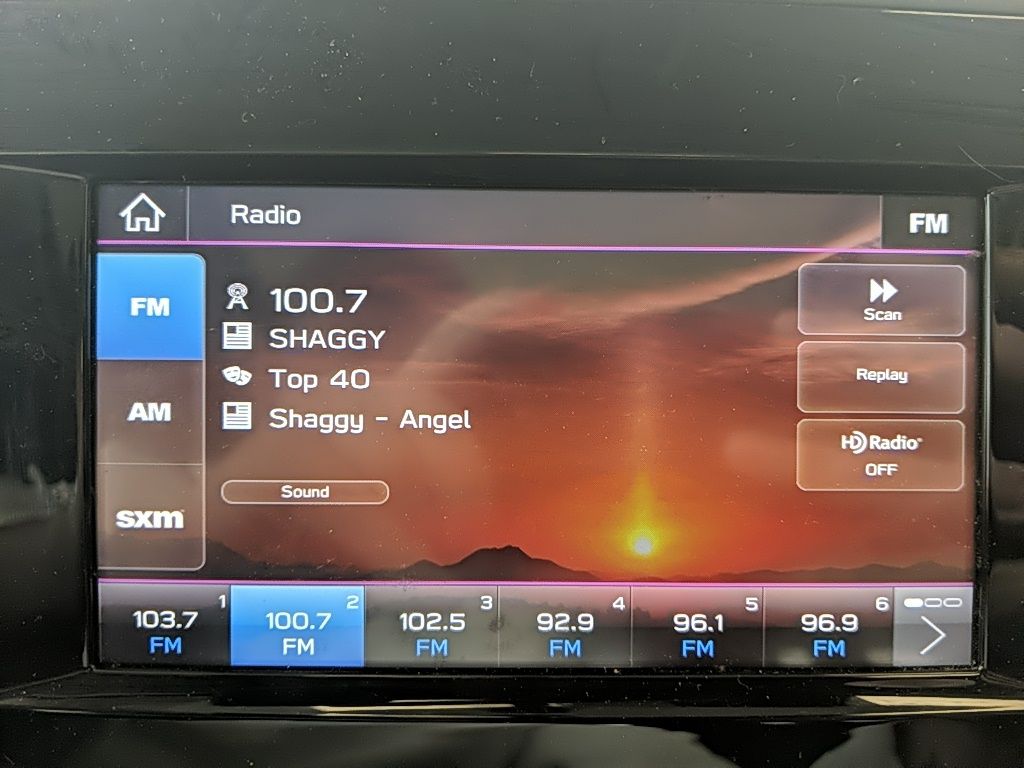 Radio
FM
FM
AM
sxm
100.7
SHAGGY
Top 40
Shaggy - Angel
Sound
Scan
Replay
HD Radio
OFF
1
103.7
FM
2
100.7
FM
3
102.5
FM
4
92.9
FM
5
96.1
FM
6
96.9
FM